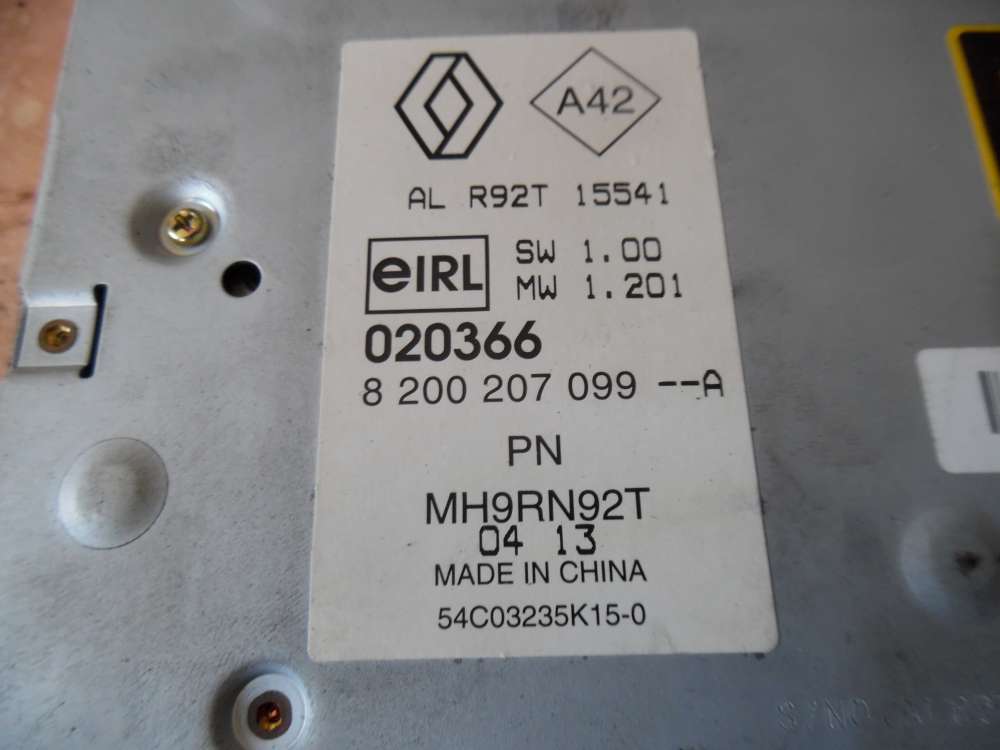 A42
AL R92T 15541
eIRL
SW 1.00
MW 1.201
020366
8 200 207 099 --A
PN
MH9RN92T
04 13
MADE IN CHINA
54C03235K15-0
S/NO.